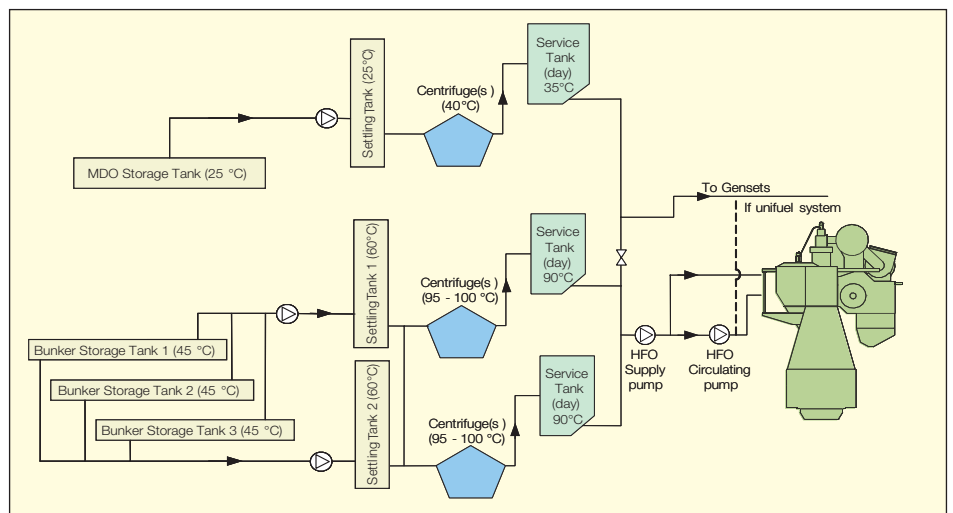 Service
Tank
(day)
35°C
Settling Tank (25°C)
Centrifuge(s )
(40°C)
MDO Storage Tank (25 °C)
To Gensets
If unifuel system
Settling Tank 1 (60°C)
Service
Tank
(day)
90°C
Centrifuge(s )
(95 - 100 °C)
Bunker Storage Tank 1 (45 °C)
Bunker Storage Tank 2 (45 °C)
Bunker Storage Tank 3 (45 °C)
HFO
Supply
pump
HFO
Circulating
pump
Settling Tank 2 (60°C)
Service
Tank
(day)
90°C
Centrifuge(s )
(95 - 100 °C)